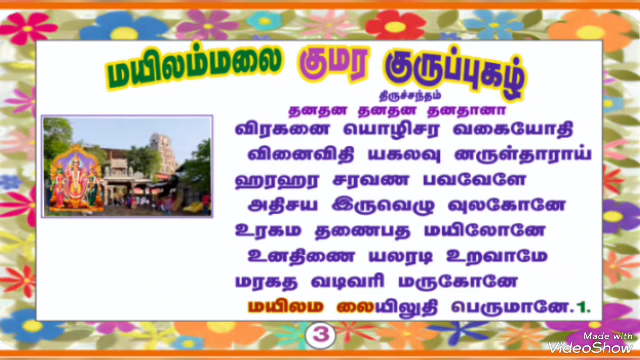 மயிலம்மலை குமர குருப்புகழ்
திருச்சந்தம்
தனதன தனதன தனதானா
விரகனை யொழிசர வகையோதி
வினைவிதி யகலவு னருள்தாராய்
ஹரஹர சரவண பவவேளே
அதிசய இருவெழு வுலகோனே
உரகம தணைபத மயிலோனே
உனதிணை யலரடி உறவாமே
மரகத வடிவரி மருகோனே
மயிலம லையிலுதி பெருமானே.1.
3
Made with
VideoShow